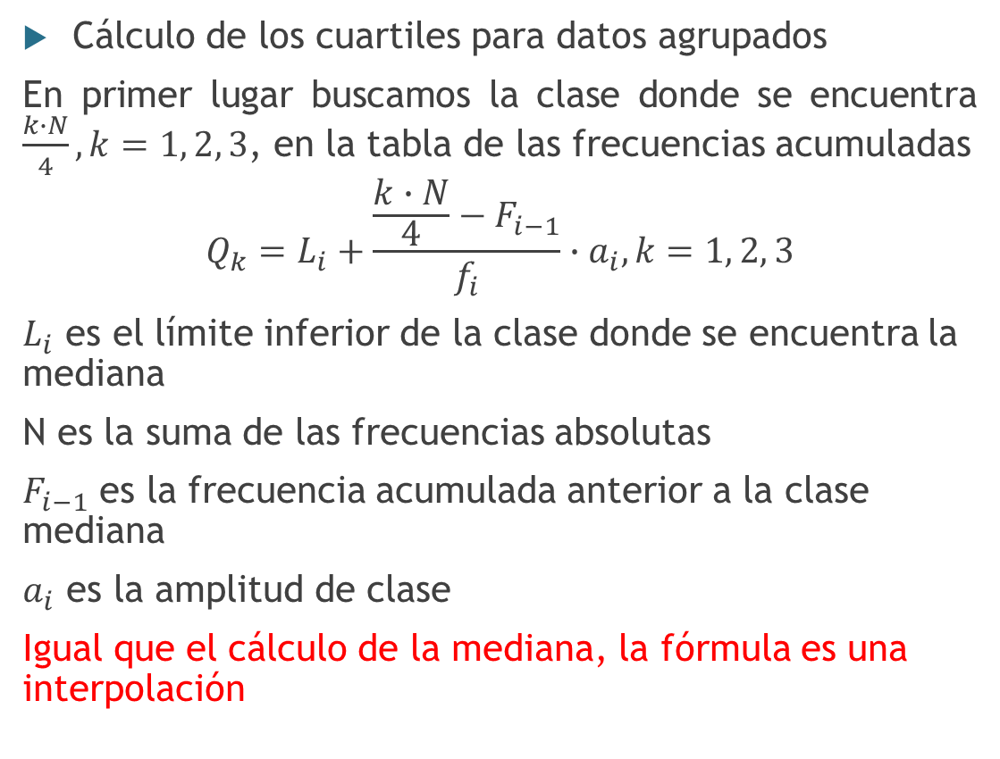 ▶ Cálculo de los cuartiles para datos agrupados
En primer lugar buscamos la clase donde se encuentra
$\frac{k \cdot N}{4}, k = 1, 2, 3$, en la tabla de las frecuencias acumuladas
$Q_k = L_i + \frac{\frac{k \cdot N}{4} - F_{i-1}}{f_i} \cdot a_i, k = 1, 2, 3$
$L_i$ es el límite inferior de la clase donde se encuentra la
mediana
N es la suma de las frecuencias absolutas
$F_{i-1}$ es la frecuencia acumulada anterior a la clase
mediana
$a_i$ es la amplitud de clase
Igual que el cálculo de la mediana, la fórmula es una
interpolación